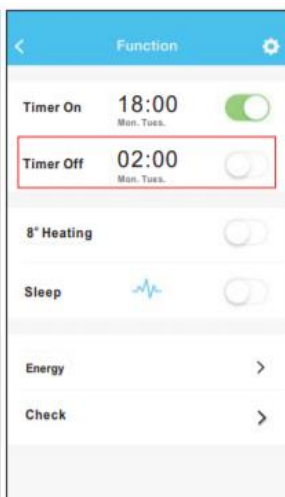 Function
Timer On 18:00
Mon. Tues.
Timer Off 02:00
Mon. Tues.
8° Heating
Sleep
Energy
Check